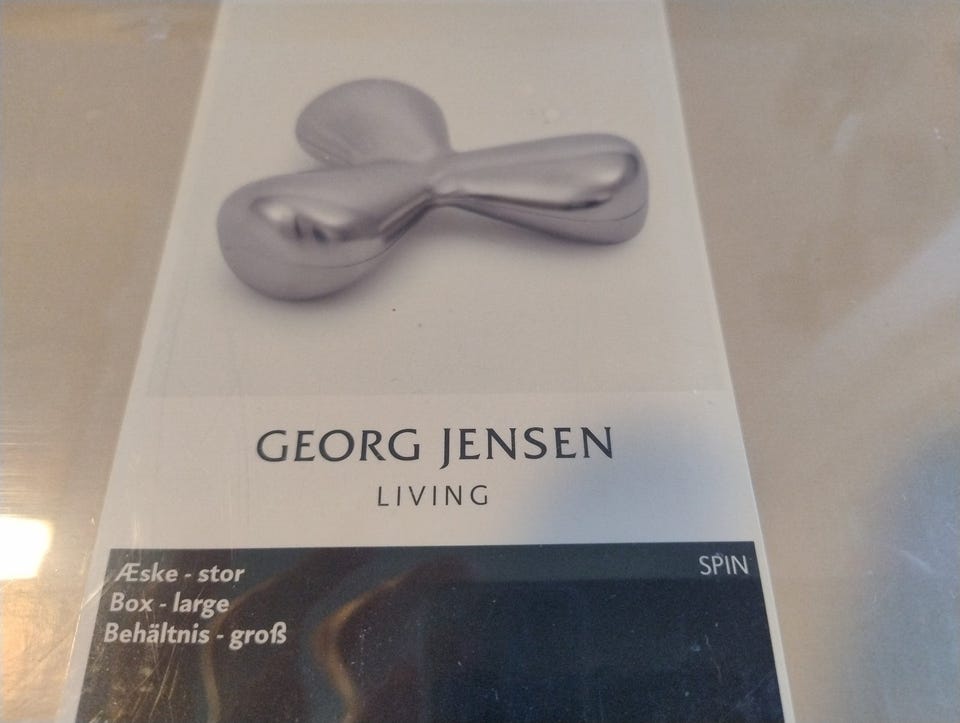 GEORG JENSEN
LIVING
SPIN
Æske - stor
Box - large
Behältnis - groß